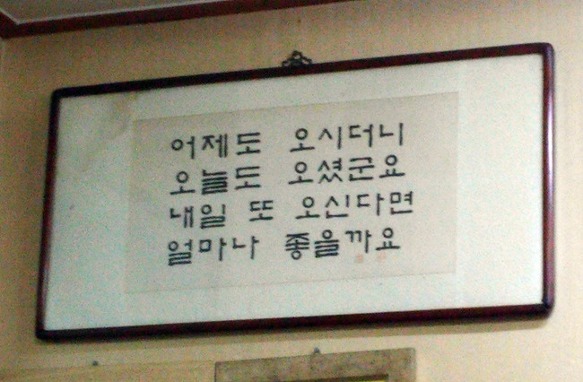 어제도 오시더니
오늘도 오셨군요
내일 또 오신다면
얼마나 좋을까요